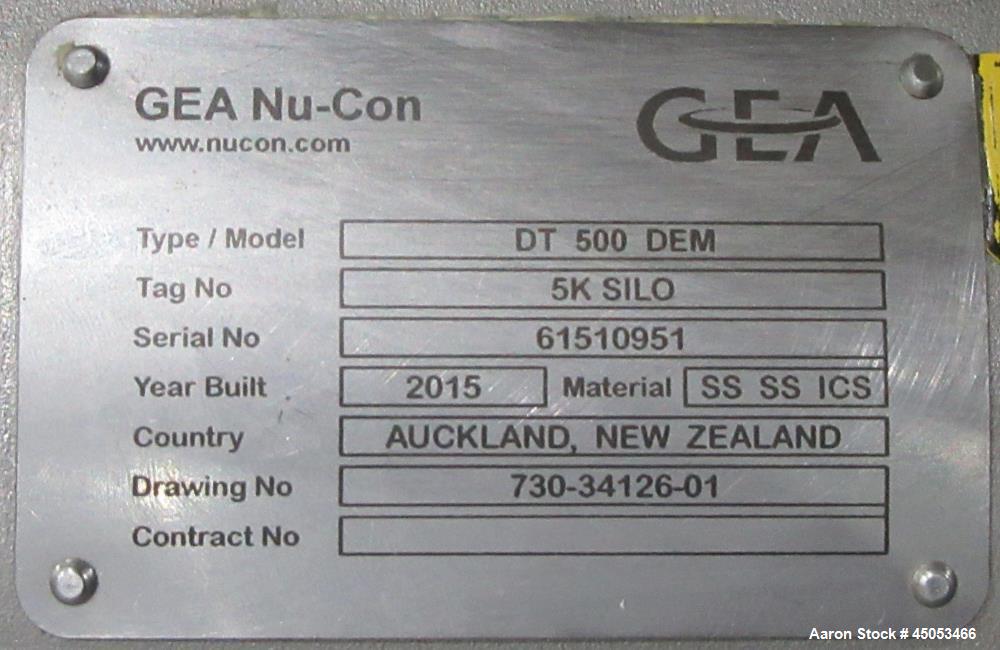 GEA Nu-Con
www.nucon.com
GEA
Type / Model DT 500 DEM
Tag No 5K SILO
Serial No 61510951
Year Built 2015 Material SS SS ICS
Country AUCKLAND, NEW ZEALAND
Drawing No 730-34126-01
Contract No
Aaron Stock # 45053466